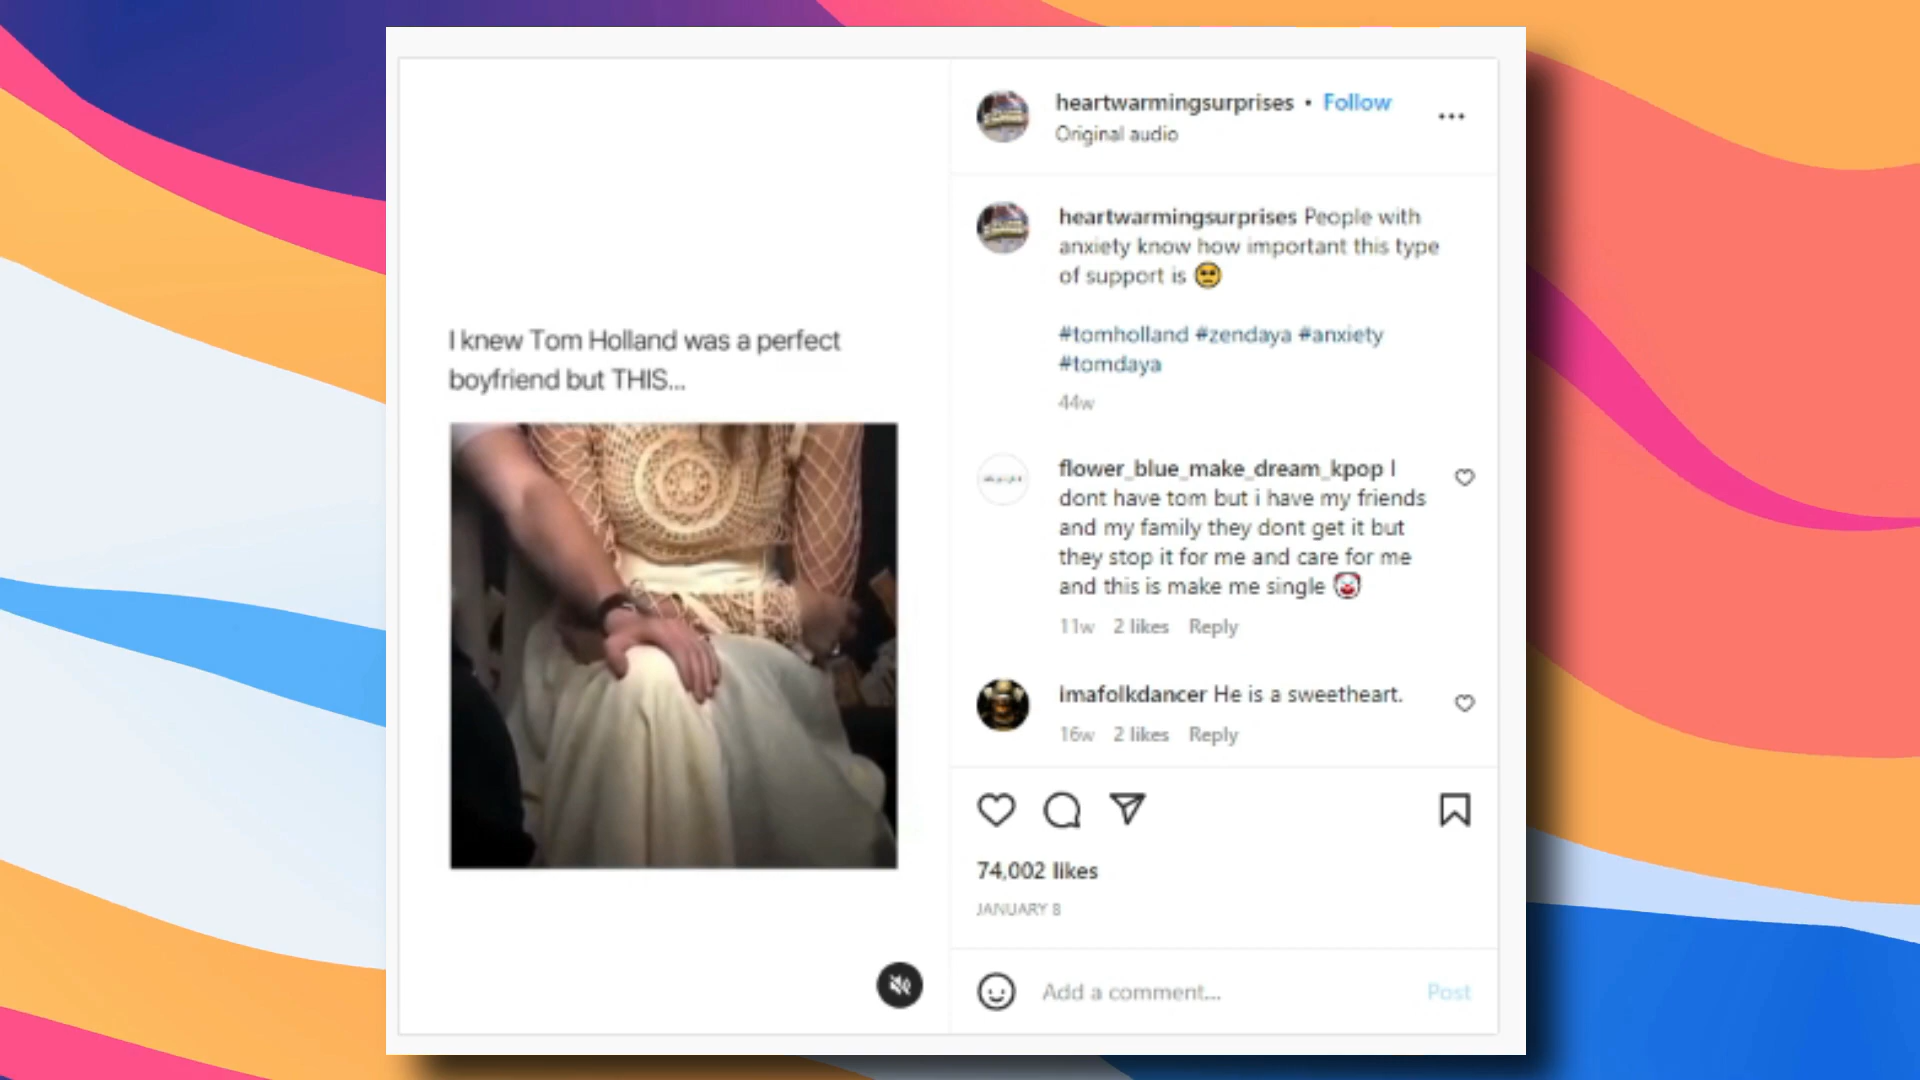 I knew Tom Holland was a perfect
boyfriend but THIS...
heartwarmingsurprises • Follow
Original audio
heartwarmingsurprises People with
anxiety know how important this type
of support is 🥺
#tomholland #zendaya #anxiety
#tomdaya
44w
flower_blue_make_dream_kpop I
dont have tom but i have my friends
and my family they dont get it but
they stop it for me and care for me
and this is make me single 🤡
11w 2 likes Reply
imafolkdancer He is a sweetheart.
16w 2 likes Reply
74,002 likes
JANUARY 8
Add a comment...
Post